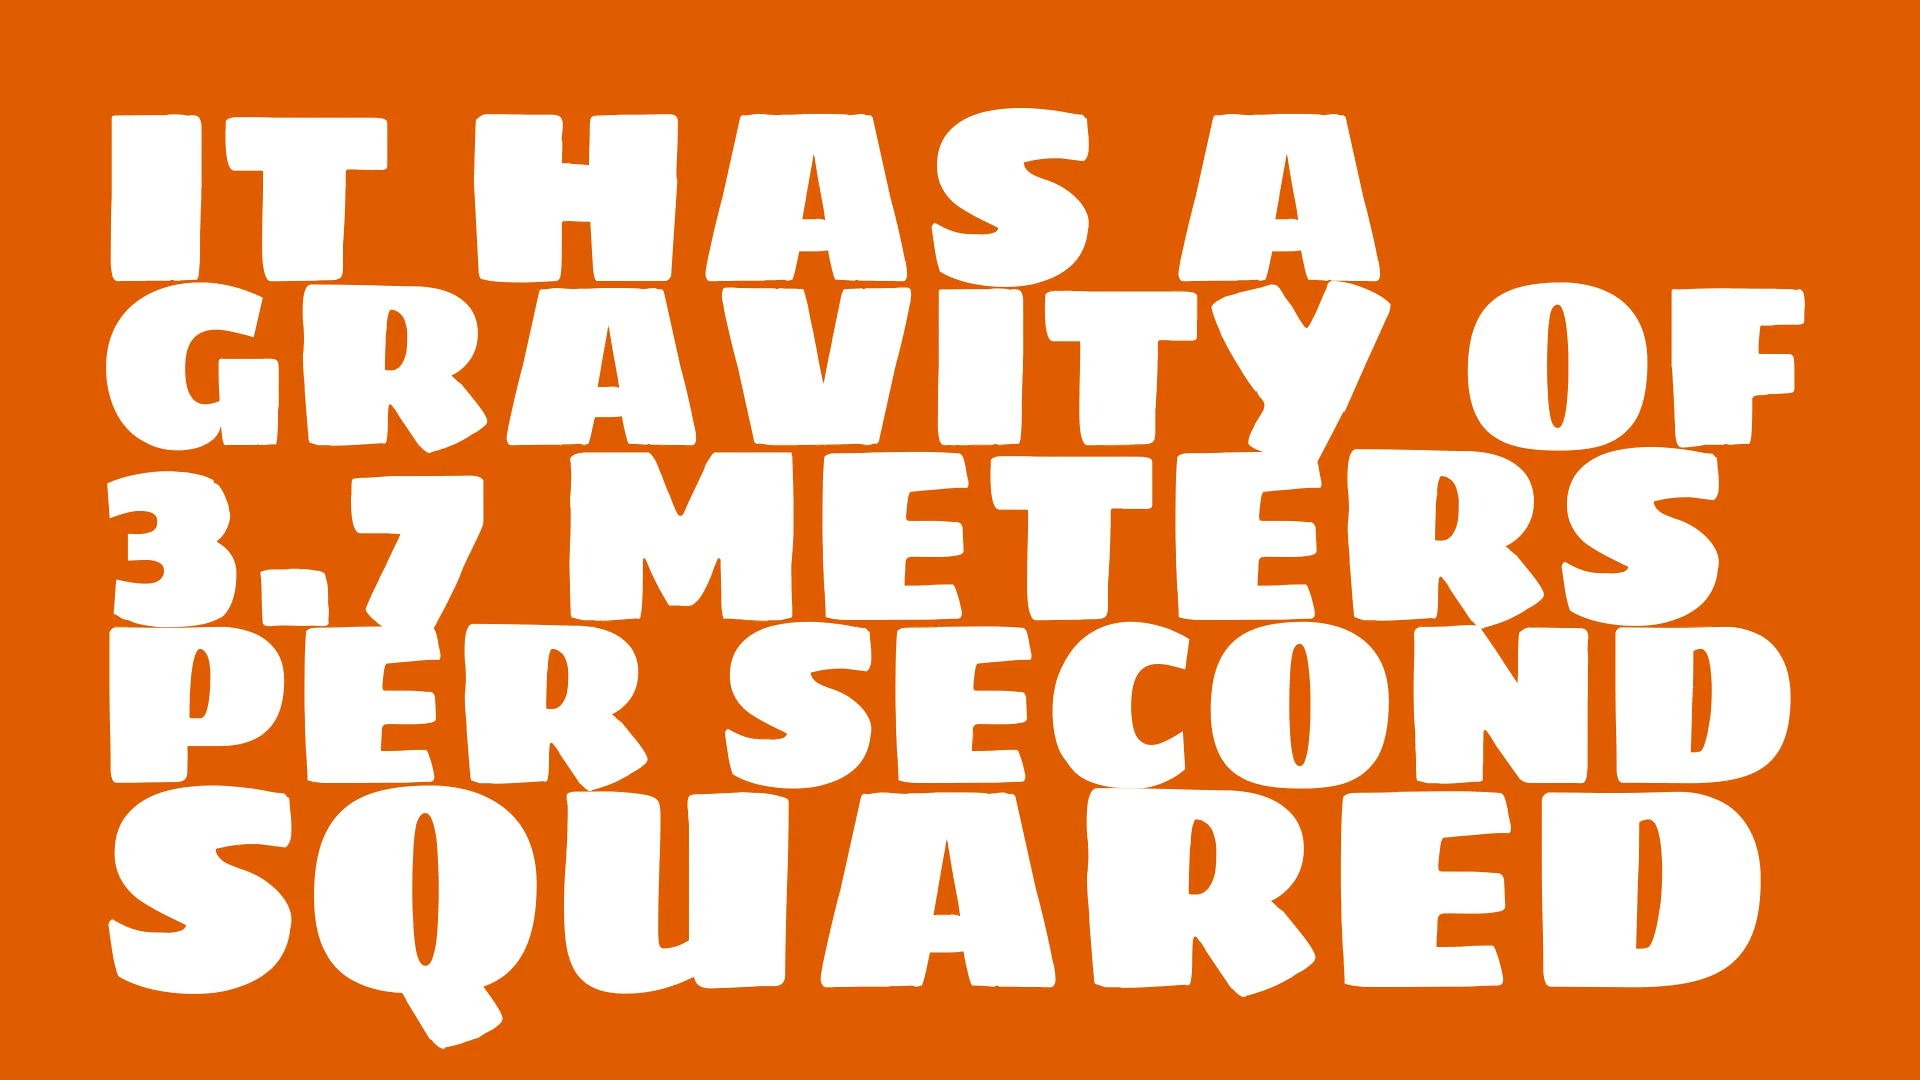 IT HAS A
GRAVITY OF
3.7 METERS
PER SECOND
SQUARED